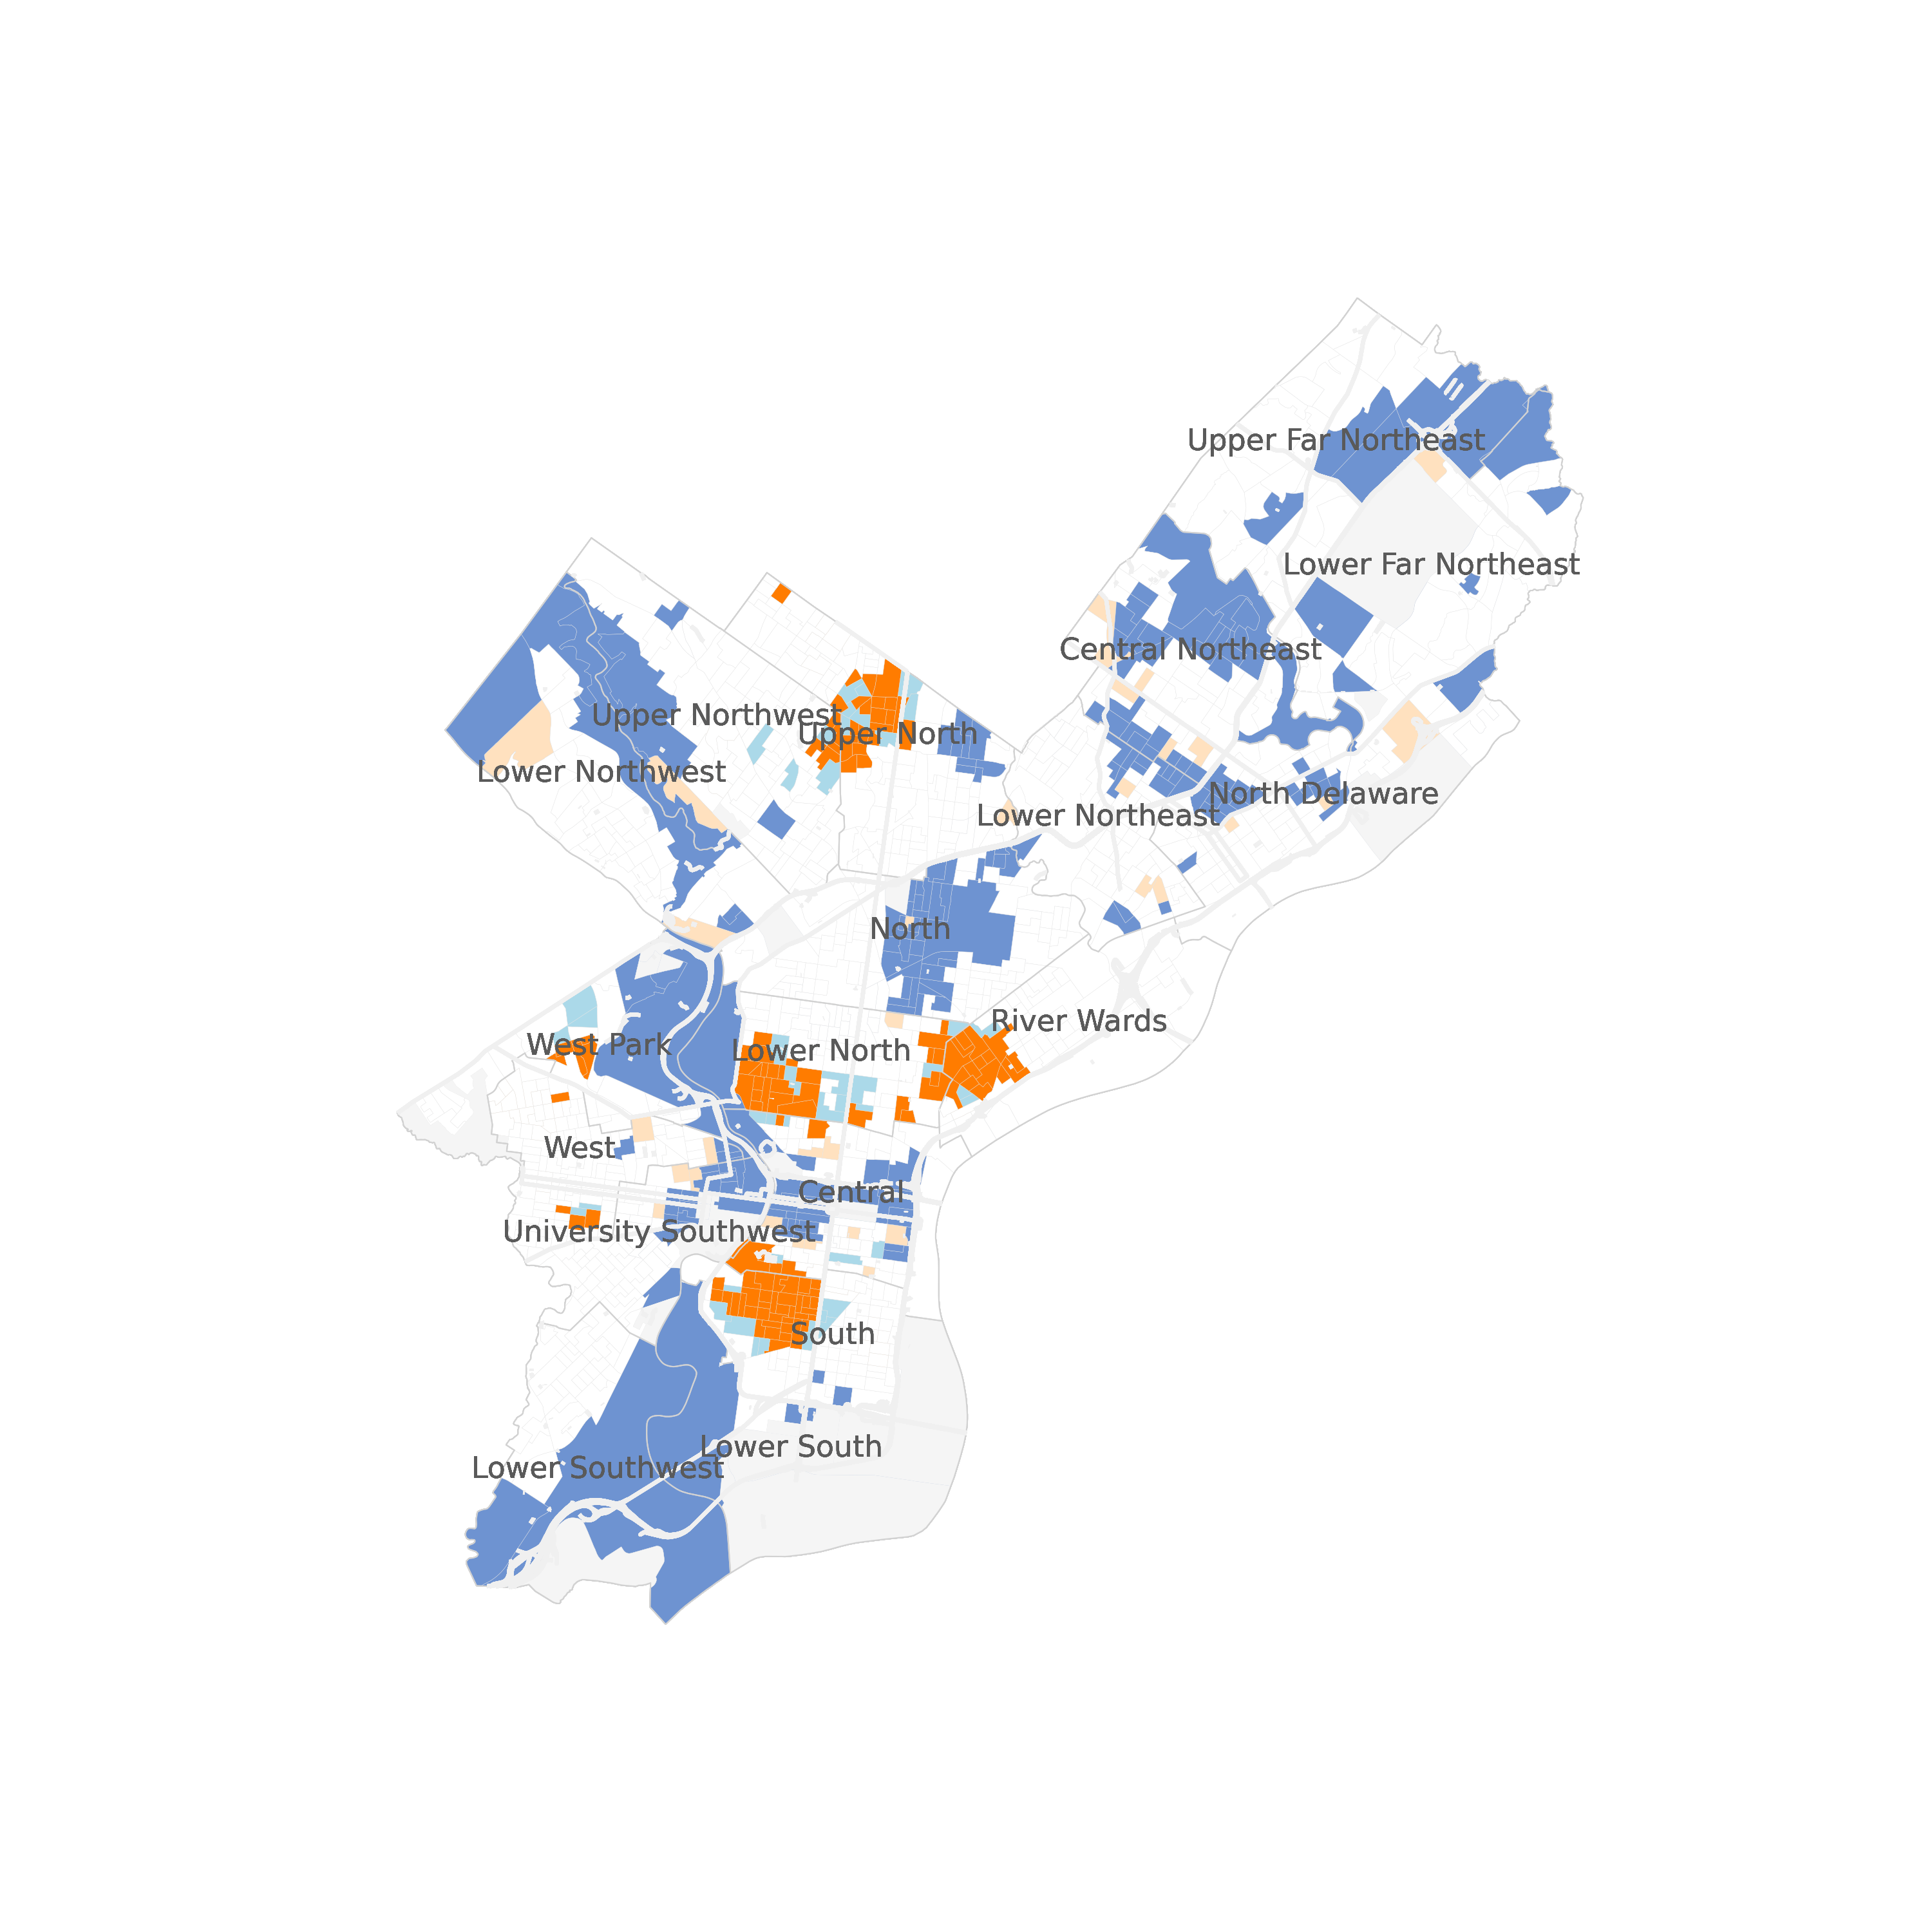 Upper Far Northeast
Lower Far Northeast
Central Northeast
Upper Northwest
Upper North
Lower Northwest
North Delaware
Lower Northeast
North
River Wards
West Park
Lower North
West
Central
University Southwest
South
Lower South
Lower Southwest